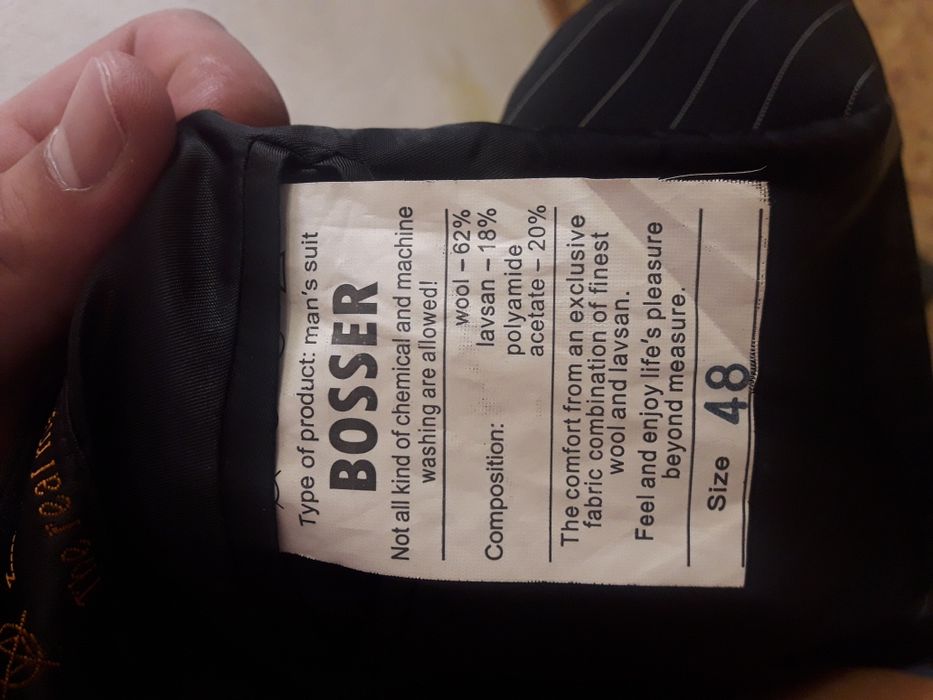 Type of product: man's suit
BOSSER
Not all kind of chemical and machine
washing are allowed!
Composition: wool – 62%
lavsan – 18%
polyamide
acetate – 20%
The comfort from an exclusive
fabric combination of finest
wool and lavsan.
Feel and enjoy life's pleasure
beyond measure.
Size 48
The real